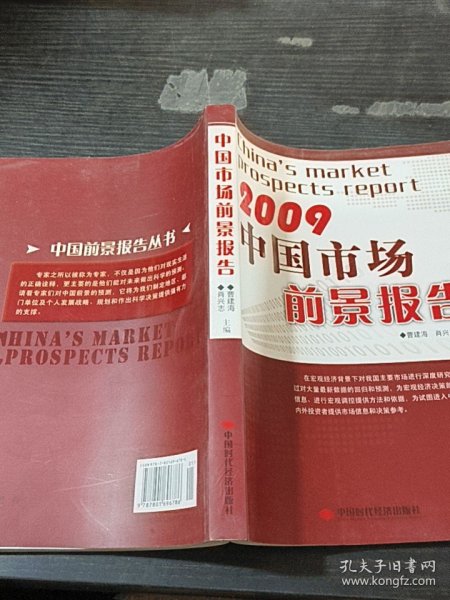 China's market
prospects report
2009
中国市场
前景报告
曹建海 肖兴
在宏观经济背景下对我国主要市场进行深度研究
过对大量最新数据的回归和预测，为宏观经济决策部
信息，进行宏观调控提供方法和依据，为试图进入中
内外投资者提供市场信息和决策参考。
中国时代经济出版社
中国市场前景报告
曹建海
肖兴志
主编
中国时代经济出版社
中国前景报告丛书
专家之所以被称为专家，不仅是因为他们对现实生活
的正确诠释，更主要的是他们能对未来做出科学的预测。
请看专家们对中国前景的预测，它将为我们制定地区、部
门单位及个人发展战略、规划和作出科学决策提供强有力
的支撑。
CHINA'S MARKET
PROSPECTS REPORT
孔夫子旧书网
www.kongfz.com